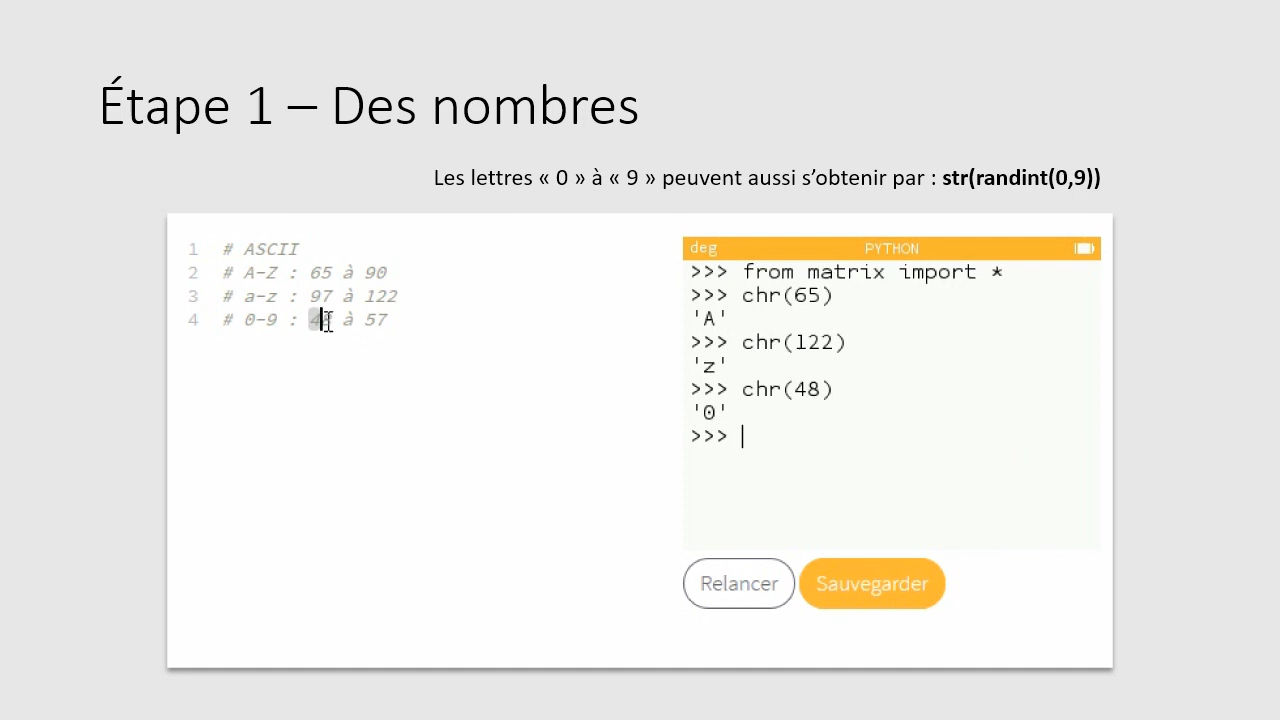 Étape 1 – Des nombres
Les lettres « 0 » à « 9 » peuvent aussi s’obtenir par : str(randint(0,9))
1 # ASCII
2 # A-Z : 65 à 90
3 # a-z : 97 à 122
4 # 0-9 : 48 à 57
deg PYTHON
>>> from matrix import *
>>> chr(65)
'A'
>>> chr(122)
'z'
>>> chr(48)
'0'
>>>
Relancer Sauvegarder